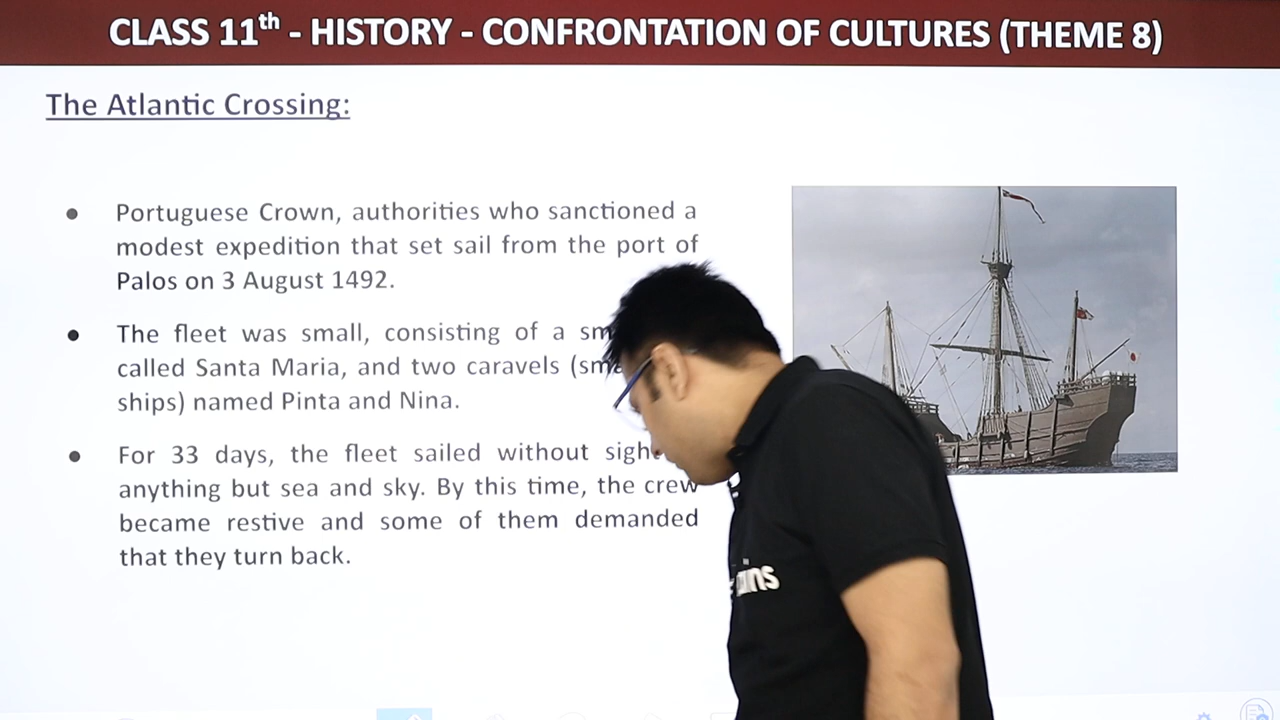 CLASS 11th - HISTORY - CONFRONTATION OF CULTURES (THEME 8)
The Atlantic Crossing:
• Portuguese Crown, authorities who sanctioned a
modest expedition that set sail from the port of
Palos on 3 August 1492.
• The fleet was small, consisting of a
called Santa Maria, and two caravels
ships) named Pinta and Nina.
• For 33 days, the fleet sailed without
anything but sea and sky. By this time, the crew
became restive and some of them demanded
that they turn back.